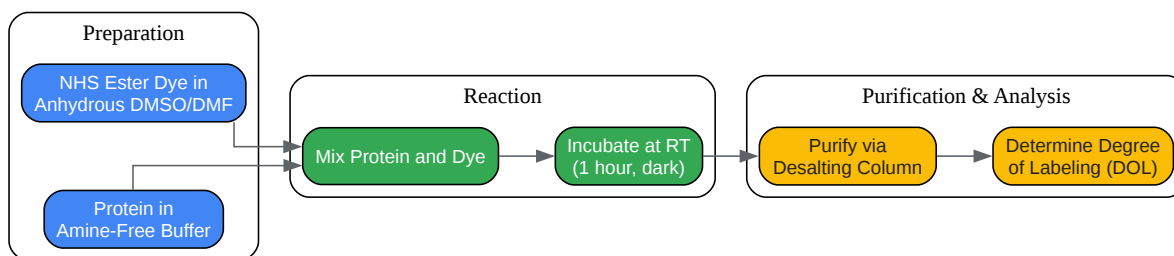 Preparation
NHS Ester Dye in
Anhydrous DMSO/DMF
Protein in
Amine-Free Buffer
Reaction
Mix Protein and Dye
Incubate at RT
(1 hour, dark)
Purification & Analysis
Purify via
Desalting Column
Determine Degree
of Labeling (DOL)